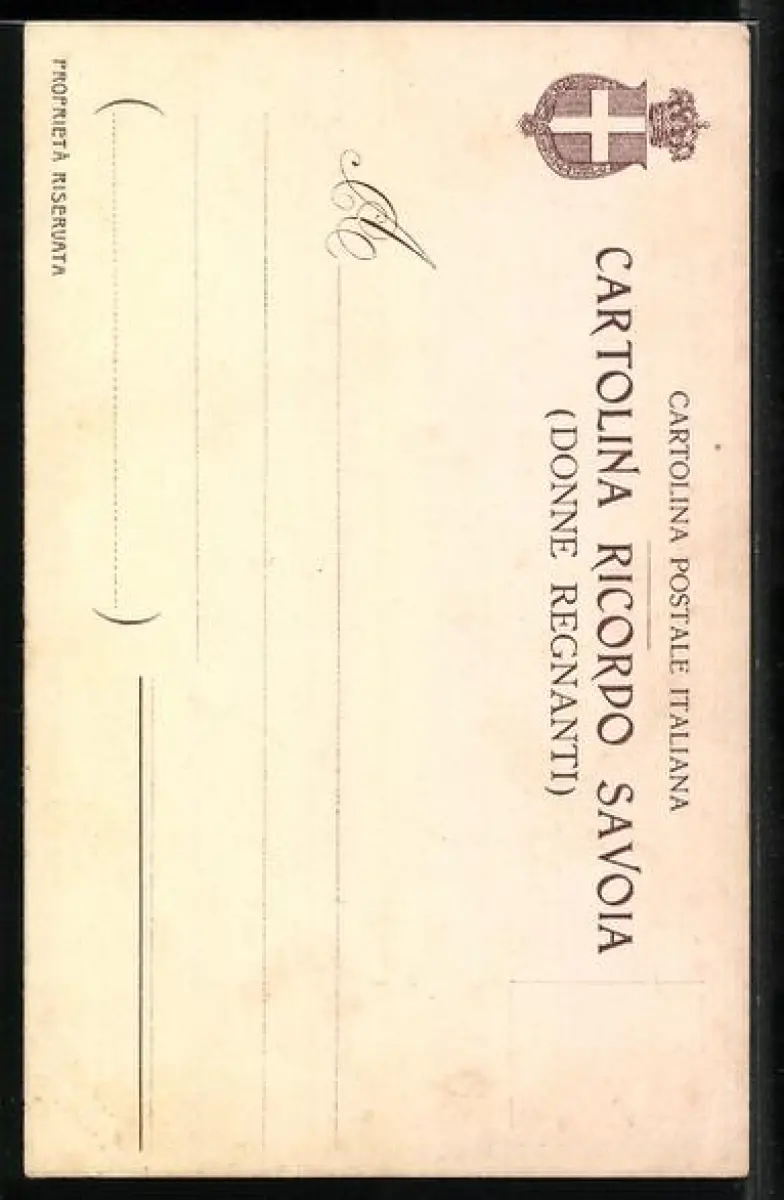 CARTOLINA POSTALE ITALIANA
CARTOLINA RICORDO SAVOIA
(DONNE REGNANTI)
A
PROPRIETÀ RISERVATA